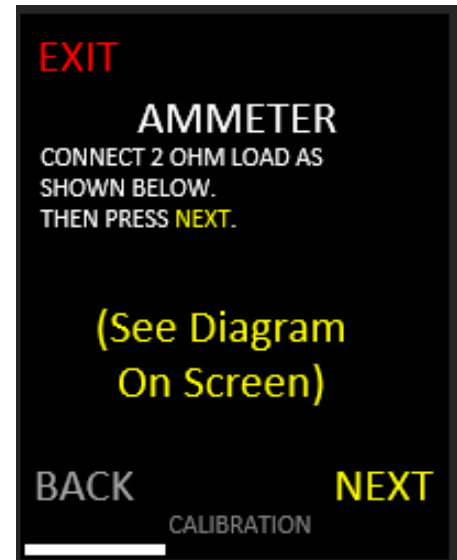 EXIT
AMMETER
CONNECT 2 OHM LOAD AS
SHOWN BELOW.
THEN PRESS NEXT.
(See Diagram
On Screen)
BACK NEXT
CALIBRATION